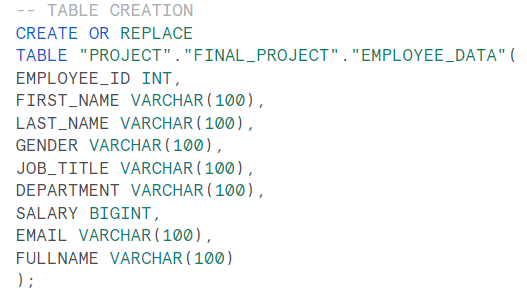 -- TABLE CREATION
CREATE OR REPLACE
TABLE "PROJECT"."FINAL_PROJECT"."EMPLOYEE_DATA"(
EMPLOYEE_ID INT,
FIRST_NAME VARCHAR(100),
LAST_NAME VARCHAR(100),
GENDER VARCHAR(100),
JOB_TITLE VARCHAR(100),
DEPARTMENT VARCHAR(100),
SALARY BIGINT,
EMAIL VARCHAR(100),
FULLNAME VARCHAR(100)
);